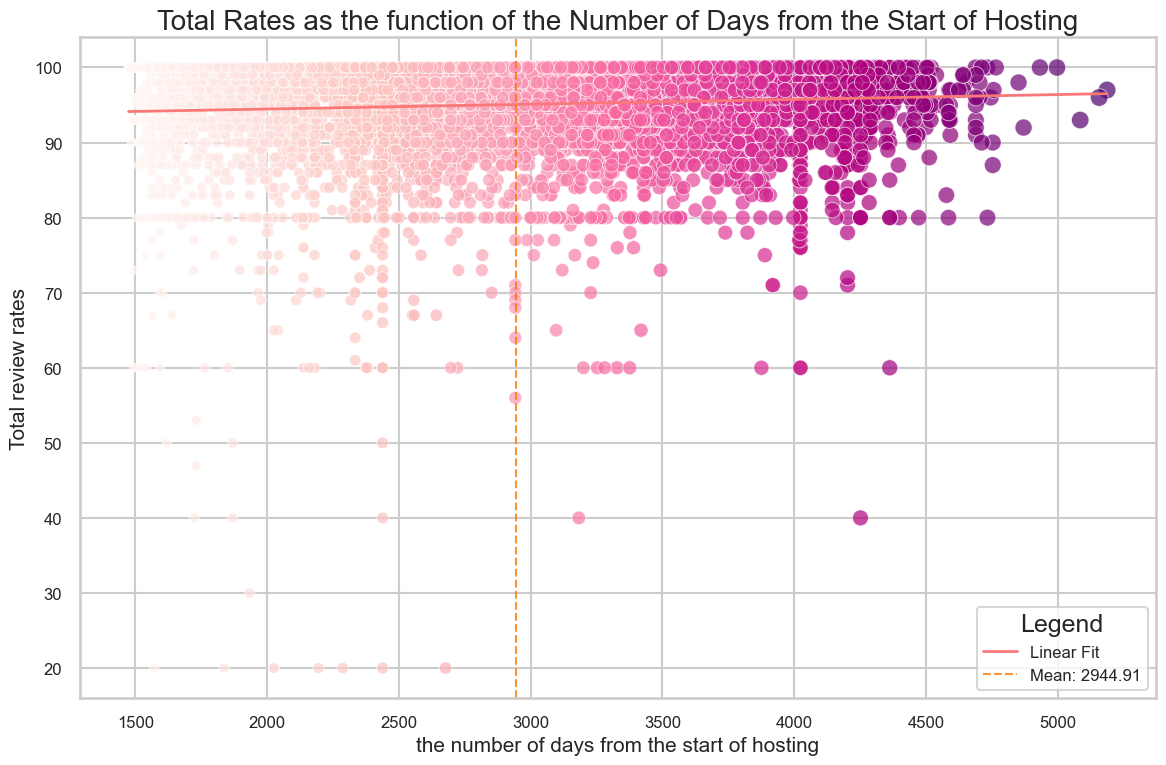 Total Rates as the function of the Number of Days from the Start of Hosting
Total review rates
100
90
80
70
60
50
40
30
20
1500
2000
2500
3000
3500
4000
4500
5000
the number of days from the start of hosting
Legend
Linear Fit
Mean: 2944.91